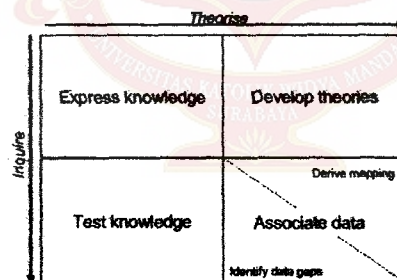 Theorise
Inquire
Express knowledge
Develop theories
Derive mapping
Test knowledge
Associate data
Identify data gaps